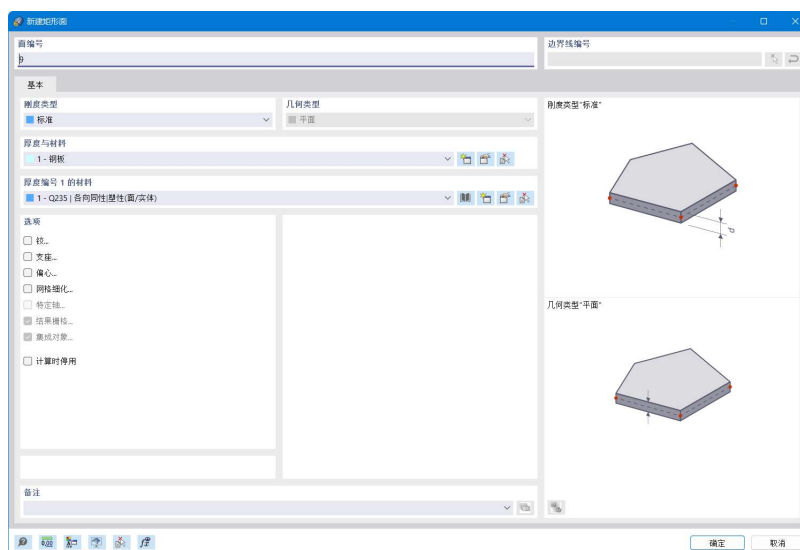 新建矩形面
面编号
9
边界线编号
基本
刚度类型
标准
几何类型
平面
刚度类型"标准"
厚度与材料
1 - 钢板
厚度编号 1 的材料
1 - Q235 | 各向同性|塑性(面/实体)
d
选项
铰...
支座...
偏心...
网格细化...
特定轴...
结果栅格...
集成对象...
计算时停用
几何类型"平面"
备注
0,00
确定
取消